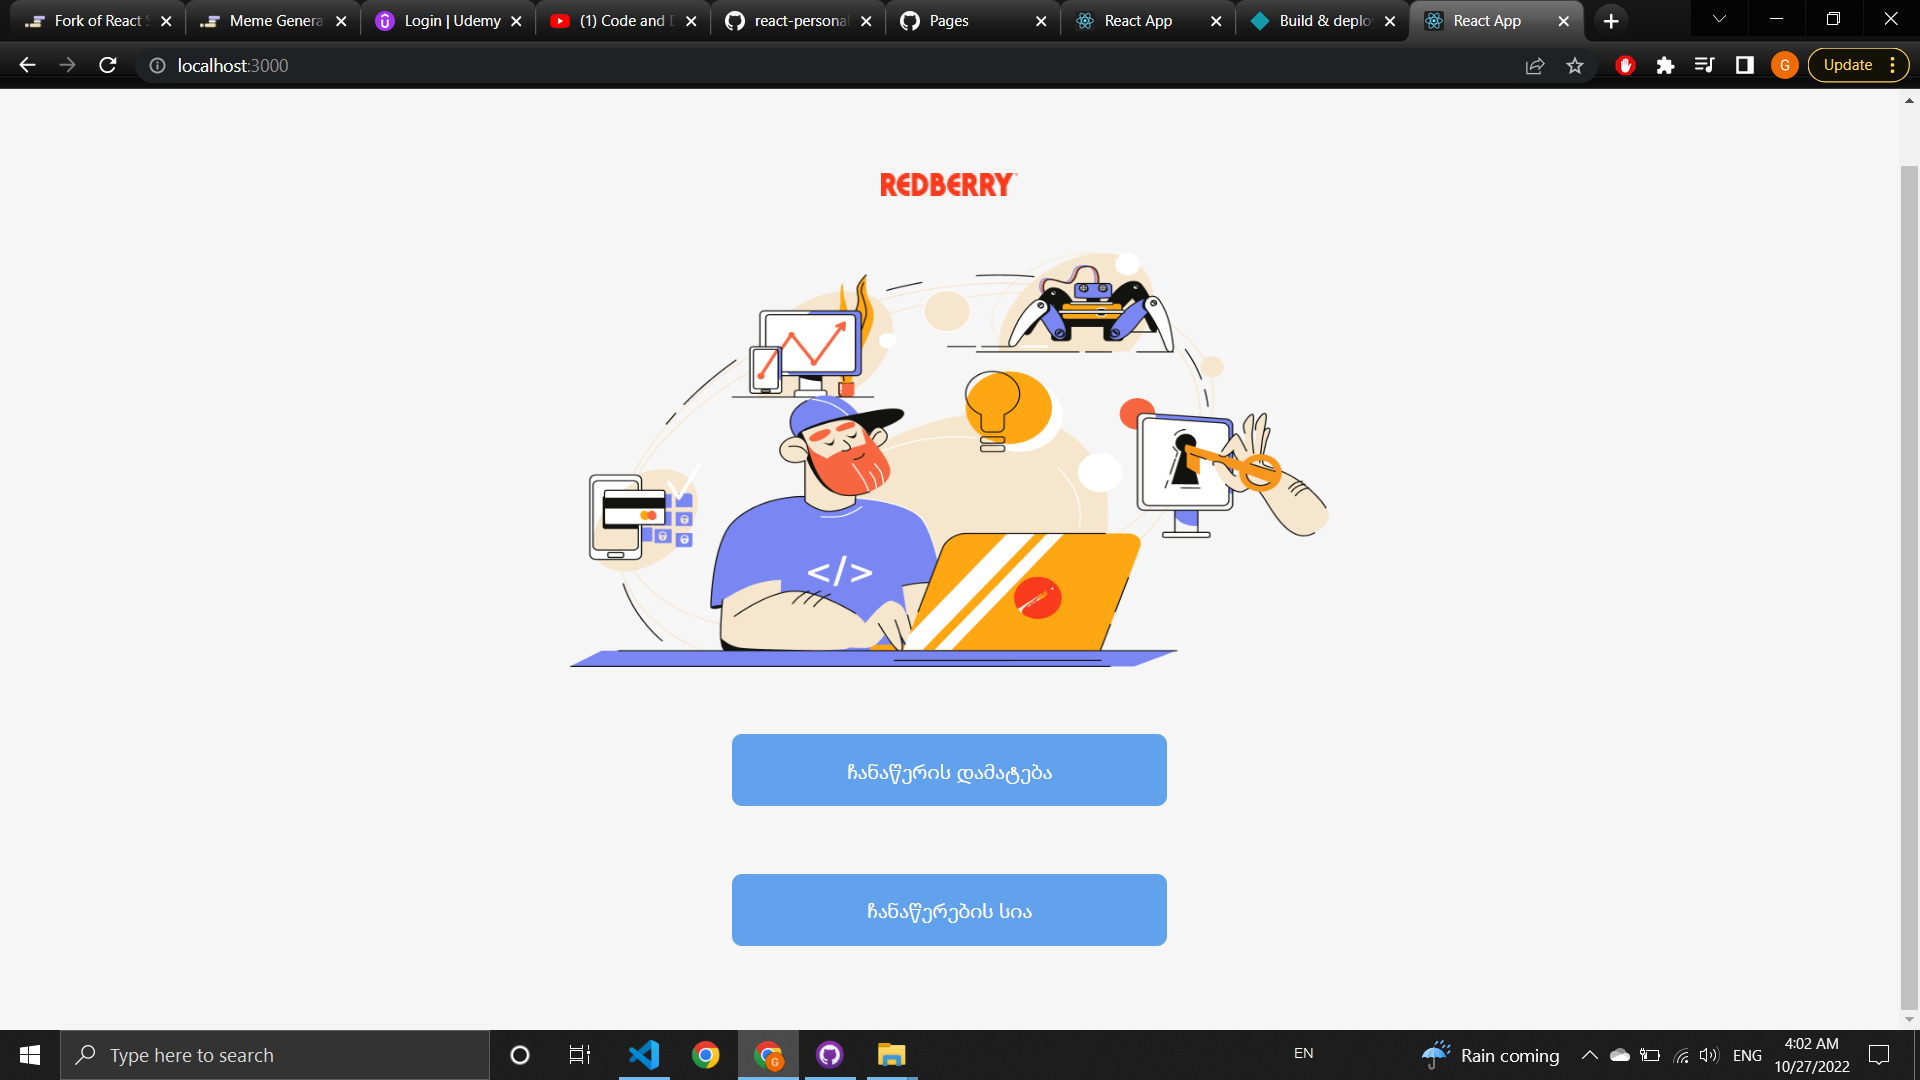 Fork of React S
Meme Genera
Login | Udemy
(1) Code and D
react-personal
Pages
React App
Build & deploy
React App
localhost:3000
G
Update
REDBERRY
</>
ჩანაწერის დამატება
ჩანაწერების სია
Type here to search
G
EN
Rain coming
ENG
4:02 AM
10/27/2022